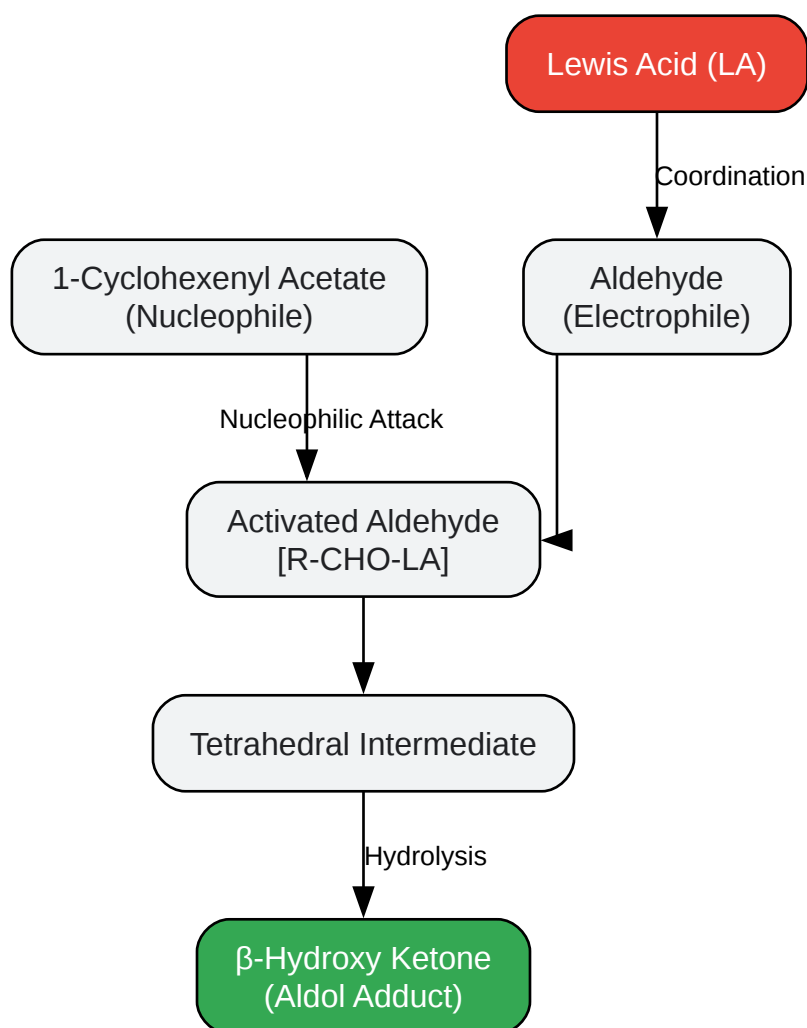 Lewis Acid (LA)
Coordination
1-Cyclohexenyl Acetate
(Nucleophile)
Aldehyde
(Electrophile)
Nucleophilic Attack
Activated Aldehyde
[R-CHO-LA]
Tetrahedral Intermediate
Hydrolysis
β-Hydroxy Ketone
(Aldol Adduct)